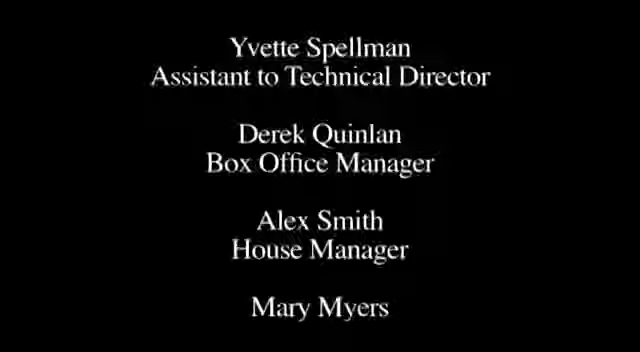 Yvette Spellman
Assistant to Technical Director
Derek Quinlan
Box Office Manager
Alex Smith
House Manager
Mary Myers